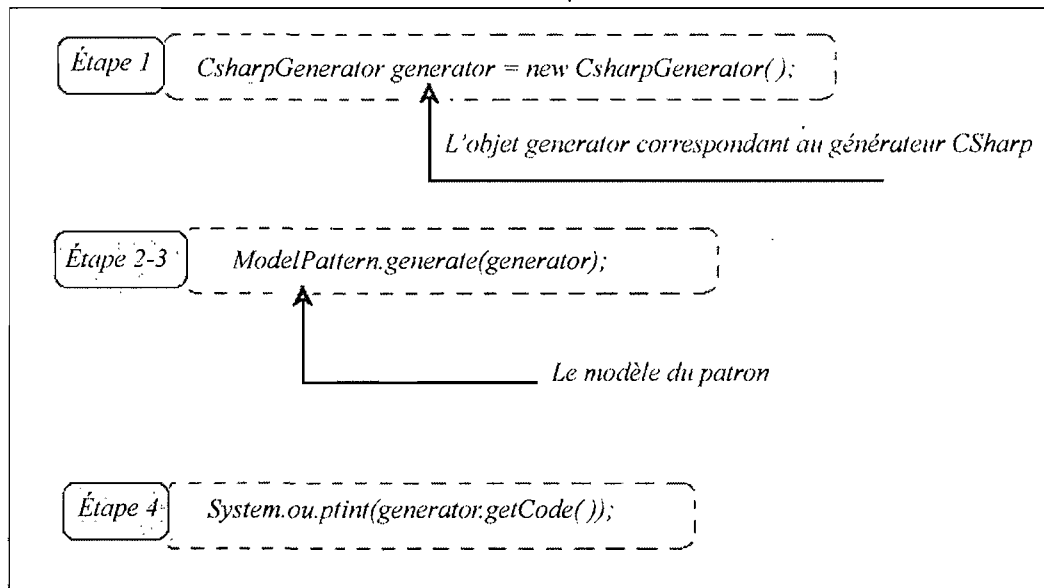 Étape 1 CsharpGenerator generator = new CsharpGenerator();
L'objet generator correspondant au générateur CSharp
Étape 2-3 ModelPattern.generate(generator);
Le modèle du patron
Étape 4 System.ou.ptint(generator.getCode());